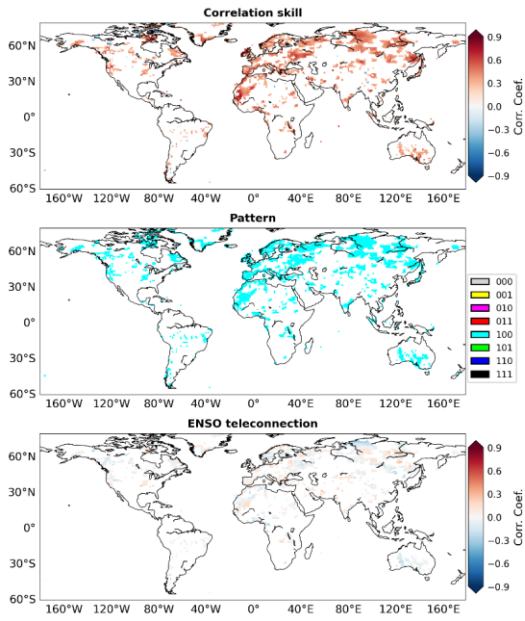 Correlation skill
60°N
30°N
0°
30°S
60°S
160°W 120°W 80°W 40°W 0° 40°E 80°E 120°E 160°E
0.9
0.6
0.3
0.0
−0.3
−0.6
−0.9
Corr. Coef.
Pattern
60°N
30°N
0°
30°S
60°S
160°W 120°W 80°W 40°W 0° 40°E 80°E 120°E 160°E
000
001
010
011
100
101
110
111
ENSO teleconnection
60°N
30°N
0°
30°S
60°S
160°W 120°W 80°W 40°W 0° 40°E 80°E 120°E 160°E
0.9
0.6
0.3
0.0
−0.3
−0.6
−0.9
Corr. Coef.